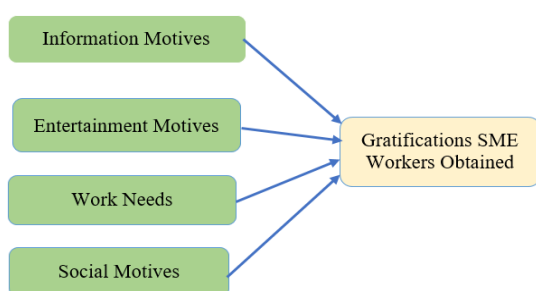 Information Motives
Entertainment Motives
Gratifications SME
Workers Obtained
Work Needs
Social Motives